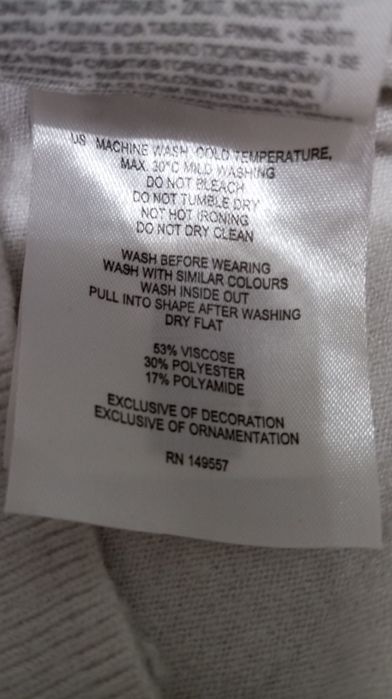 US MACHINE WASH COLD TEMPERATURE,
MAX. 30°C MILD WASHING
DO NOT BLEACH
DO NOT TUMBLE DRY
NOT HOT IRONING
DO NOT DRY CLEAN
WASH BEFORE WEARING
WASH WITH SIMILAR COLOURS
WASH INSIDE OUT
PULL INTO SHAPE AFTER WASHING
DRY FLAT
53% VISCOSE
30% POLYESTER
17% POLYAMIDE
EXCLUSIVE OF DECORATION
EXCLUSIVE OF ORNAMENTATION
RN 149557